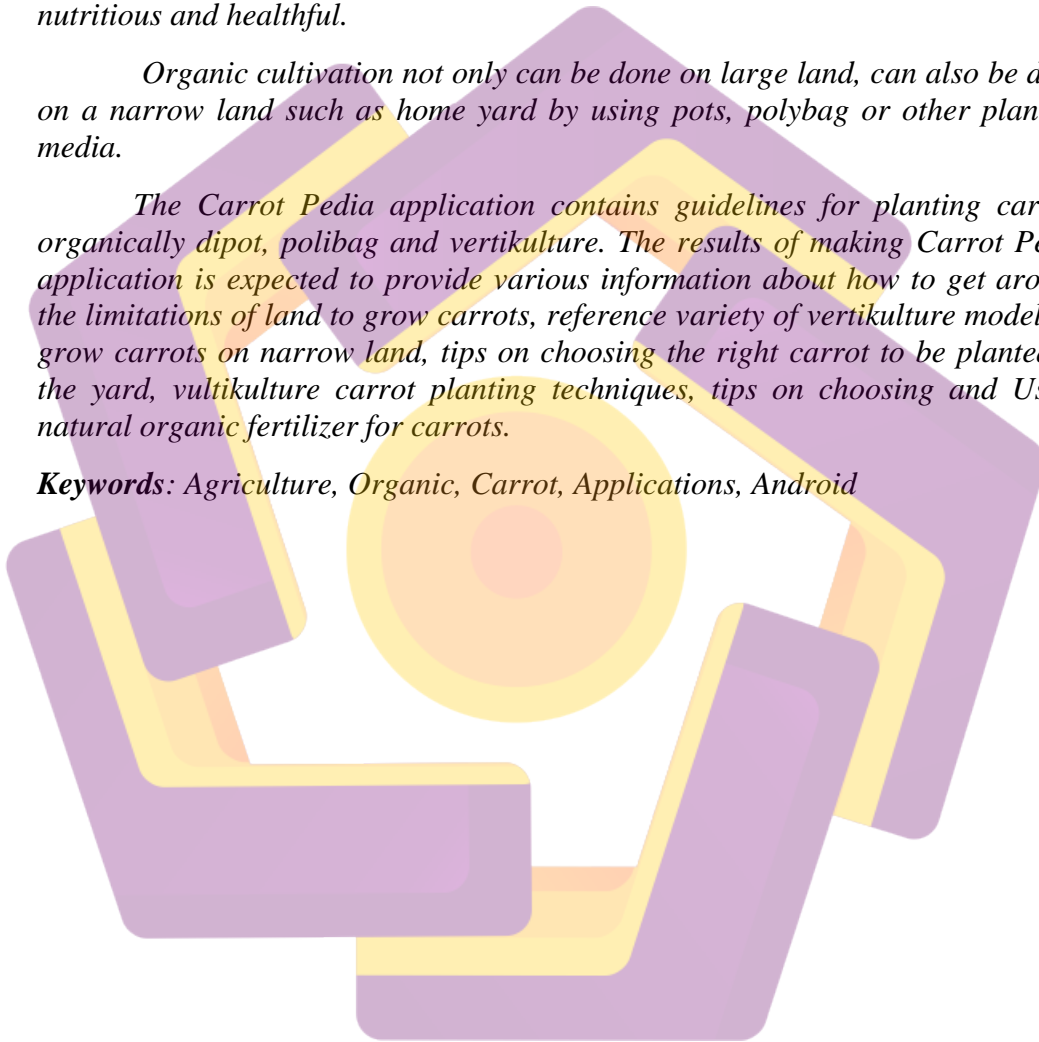 nutritious and healthful.
Organic cultivation not only can be done on large land, can also be d
on a narrow land such as home yard by using pots, polybag or other plan
media.
The Carrot Pedia application contains guidelines for planting car
organically dipot, polibag and vertikulture. The results of making Carrot Pe
application is expected to provide various information about how to get aro
the limitations of land to grow carrots, reference variety of vertikulture model
grow carrots on narrow land, tips on choosing the right carrot to be planted
the yard, vultikulture carrot planting techniques, tips on choosing and Us
natural organic fertilizer for carrots.
Keywords: Agriculture, Organic, Carrot, Applications, Android